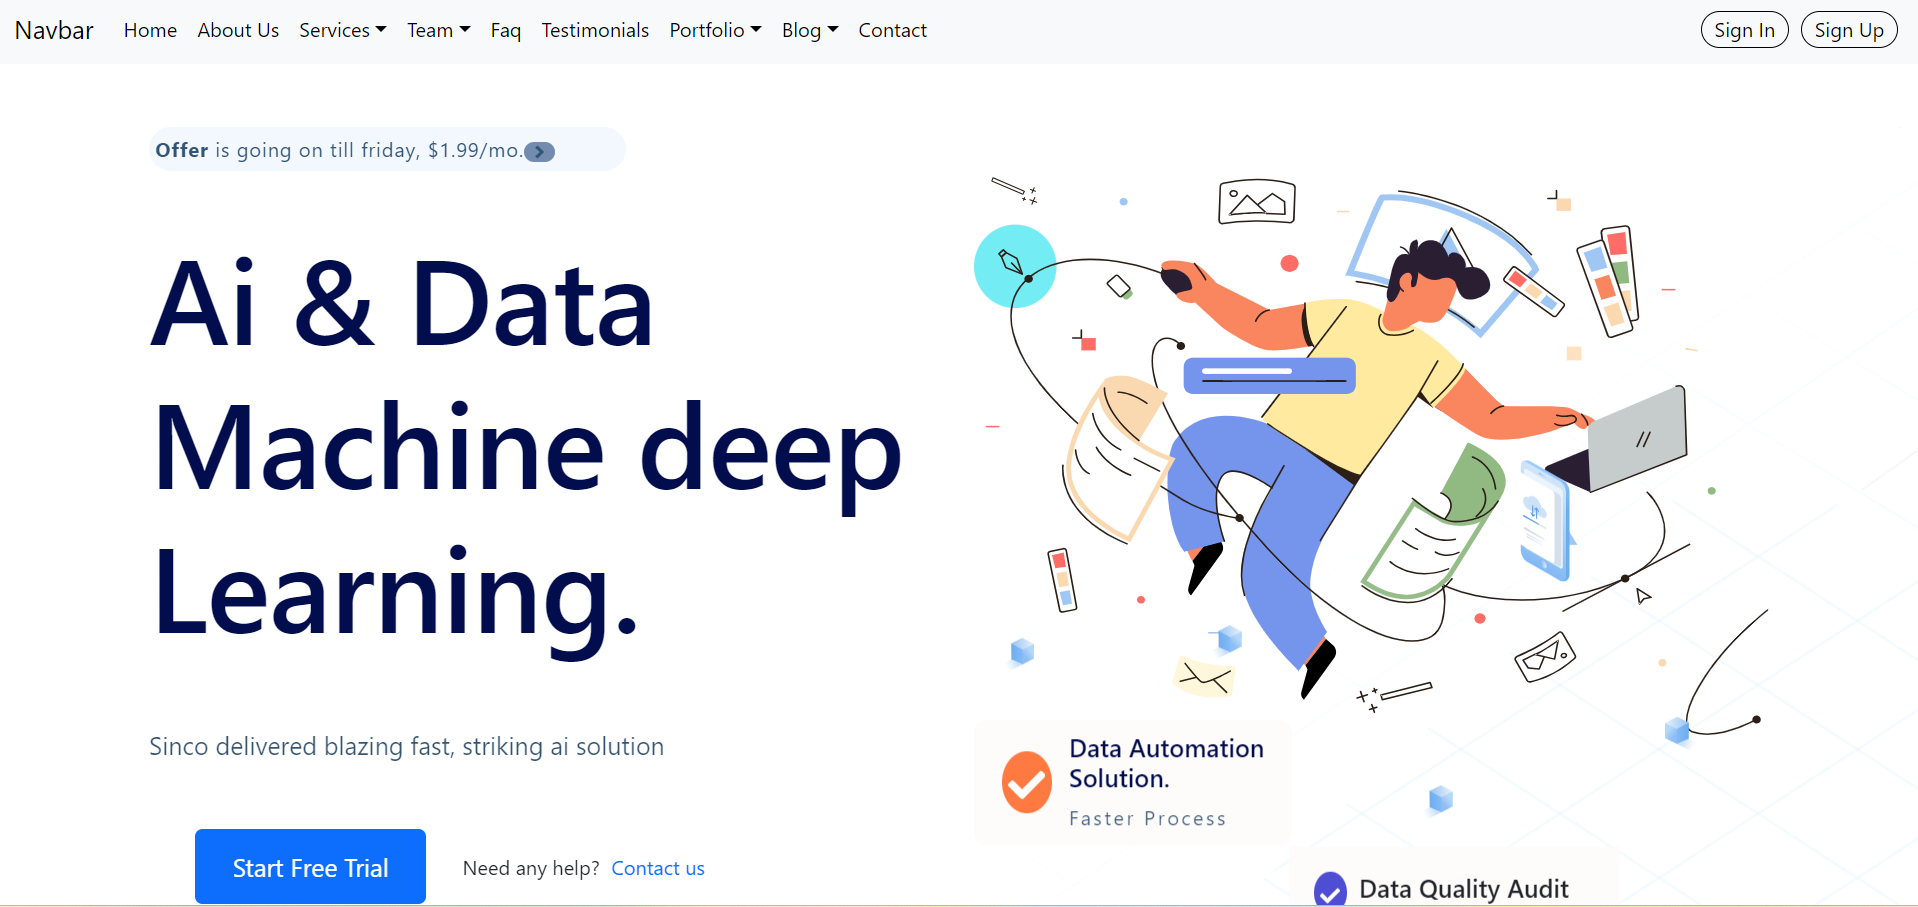 Navbar Home About Us Services Team Faq Testimonials Portfolio Blog Contact Sign In Sign Up
Offer is going on till friday, $1.99/mo.
Ai & Data
Machine deep
Learning.
Sinco delivered blazing fast, striking ai solution
Start Free Trial
Need any help? Contact us
Data Automation
Solution.
Faster Process
Data Quality Audit